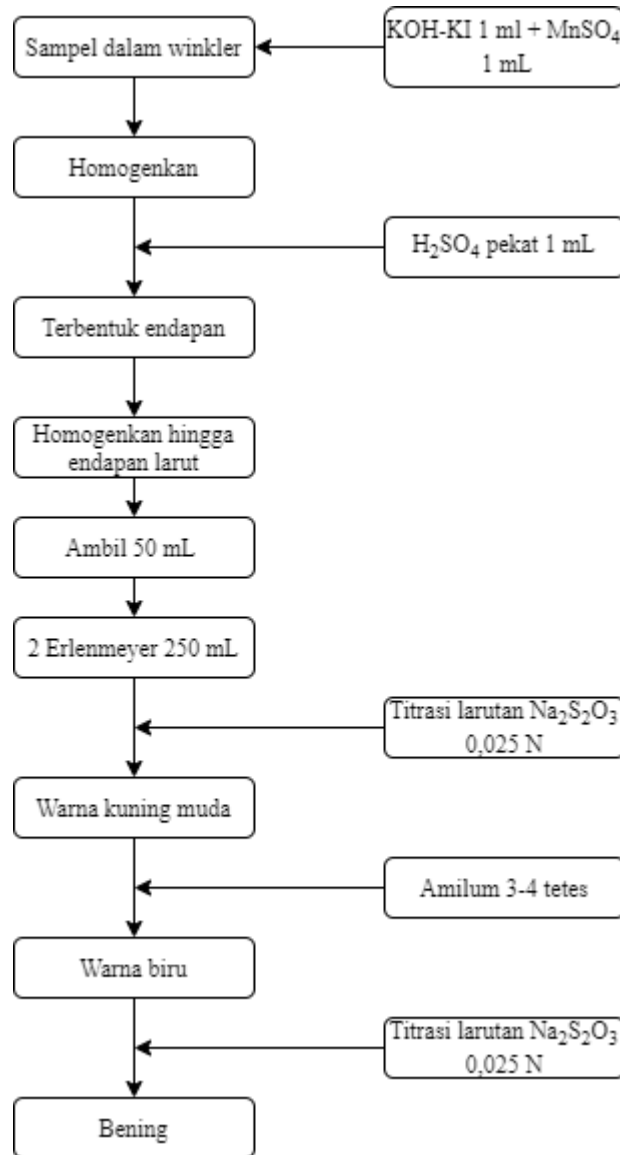 Sampel dalam winkler
KOH-KI 1 ml + MnSO₄
1 mL
Homogenkan
H₂SO₄ pekat 1 mL
Terbentuk endapan
Homogenkan hingga
endapan larut
Ambil 50 mL
2 Erlenmeyer 250 mL
Titrasi larutan Na₂S₂O₃
0,025 N
Warna kuning muda
Amilum 3-4 tetes
Warna biru
Titrasi larutan Na₂S₂O₃
0,025 N
Bening